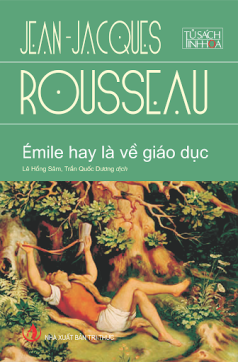 JEAN-JACQUES
TỦ SÁCH
TINH HOA
ROUSSEAU
Émile hay là về giáo dục
Lê Hồng Sâm, Trần Quốc Dương dịch
NHÀ XUẤT BẢN TRI THỨC